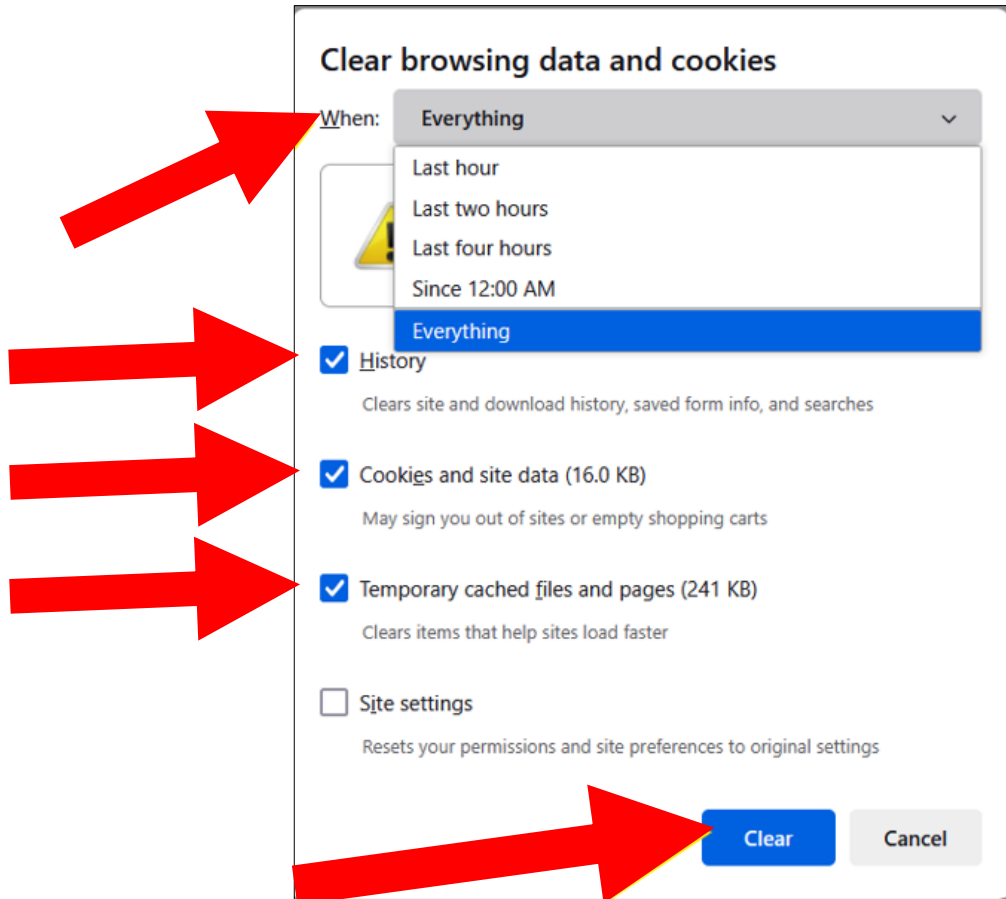 Clear browsing data and cookies
When: Everything
Last hour
Last two hours
Last four hours
Since 12:00 AM
Everything
History
Clears site and download history, saved form info, and searches
Cookies and site data (16.0 KB)
May sign you out of sites or empty shopping carts
Temporary cached files and pages (241 KB)
Clears items that help sites load faster
Site settings
Resets your permissions and site preferences to original settings
Clear Cancel